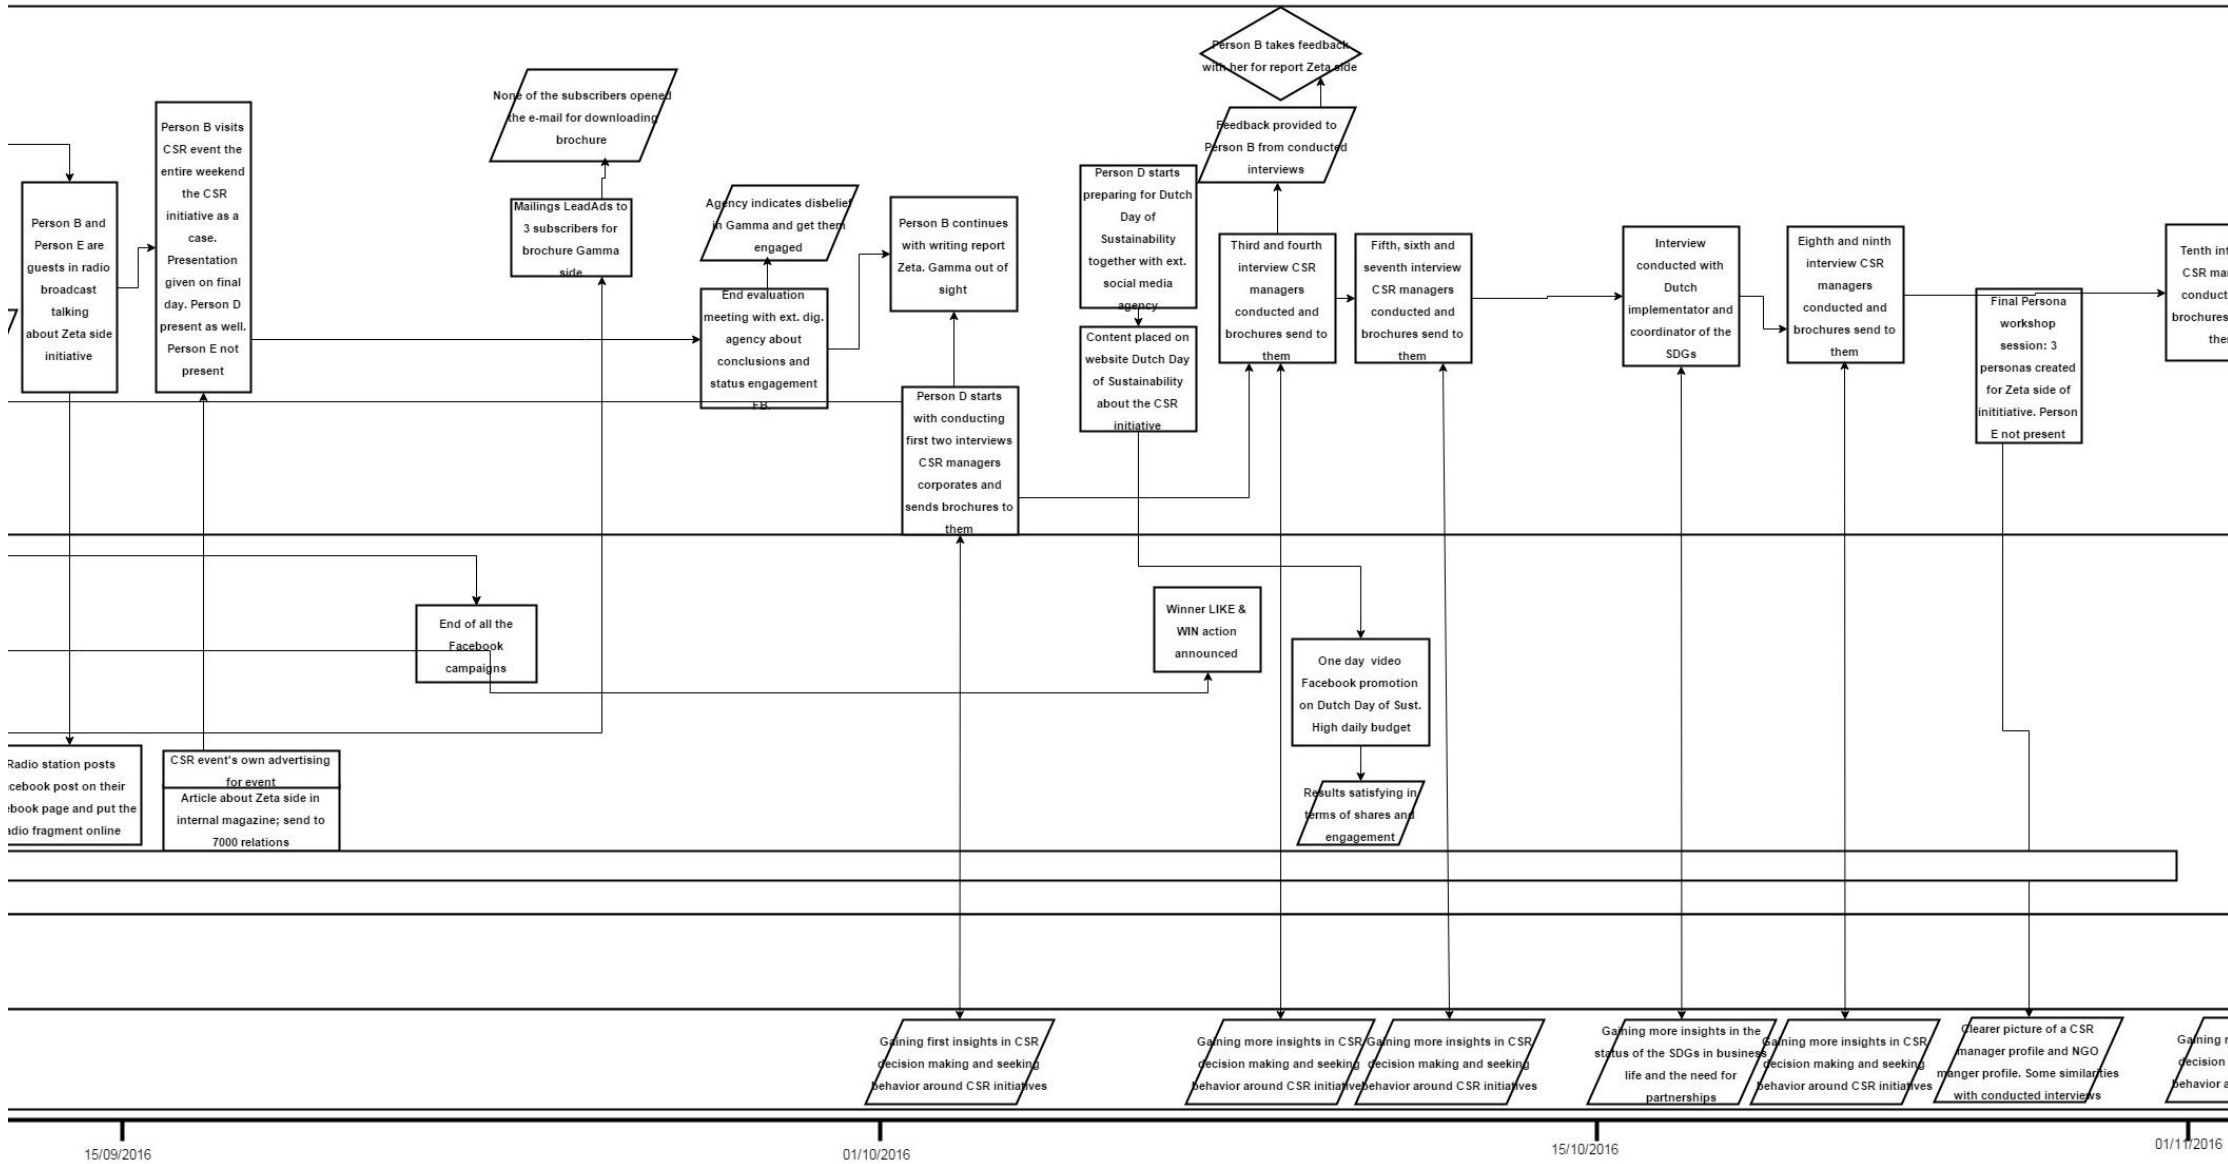 Person B takes feedback
with her for report Zeta side
None of the subscribers opened
the e-mail for downloading
brochure
Person B visits
CSR event the
entire weekend
the CSR
initiative as a
case.
Presentation
given on final
day. Person D
present as well.
Person E not
present
Feedback provided to
Person B from conducted
interviews
Person D starts
preparing for Dutch
Day of
Sustainability
together with ext.
social media
agency
Person B and
Person E are
guests in radio
broadcast
talking
about Zeta side
initiative
Mailings LeadAds to
3 subscribers for
brochure Gamma
side
Agency indicates disbelief
in Gamma and get them
engaged
Person B continues
with writing report
Zeta. Gamma out of
sight
Third and fourth
interview CSR
managers
conducted and
brochures send to
them
Fifth, sixth and
seventh interview
CSR managers
conducted and
brochures send to
them
Interview
conducted with
Dutch
implementator and
coordinator of the
SDGs
Eighth and ninth
interview CSR
managers
conducted and
brochures send to
them
Tenth
CSR
conduct
brochures
the
End evaluation
meeting with ext. dig.
agency about
conclusions and
status engagement
FB.
Final Persona
workshop
session: 3
personas created
for Zeta side of
inititiative. Person
E not present
Content placed on
website Dutch Day
of Sustainability
about the CSR
initiative
Person D starts
with conducting
first two interviews
CSR managers
corporates and
sends brochures to
them
End of all the
Facebook
campaigns
Winner LIKE &
WIN action
announced
One day video
Facebook promotion
on Dutch Day of Sust.
High daily budget
Radio station posts
acebook post on their
ebook page and put the
adio fragment online
CSR event's own advertising
for event
Article about Zeta side in
internal magazine; send to
7000 relations
Results satisfying in
terms of shares and
engagement
Gaining first insights in CSR
decision making and seeking
behavior around CSR initiatives
Gaining more insights in CSR
decision making and seeking
behavior around CSR initiative
Gaining more insights in CSR
decision making and seeking
behavior around CSR initiatives
Gaining more insights in the
status of the SDGs in business
life and the need for
partnerships
Gaining more insights in CSR
decision making and seeking
behavior around CSR initiatives
Clearer picture of a CSR
manager profile and NGO
manger profile. Some similarities
with conducted interviews
Gaining
decision
behavior
15/09/2016
01/10/2016
15/10/2016
01/11/2016